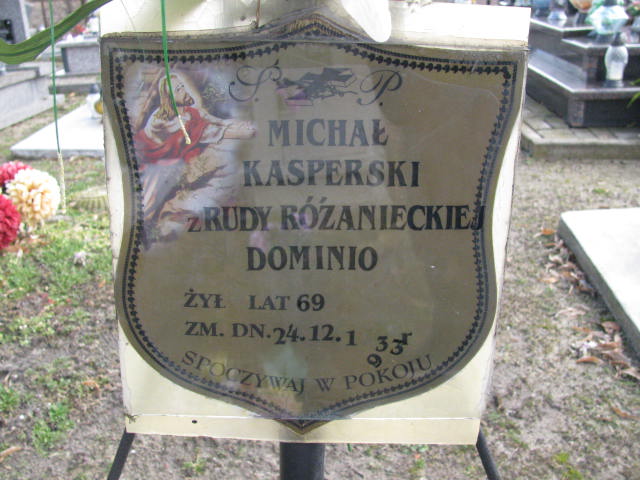 Ś. P.
MICHAŁ
KASPERSKI
z RUDY RÓŻANIECKIEJ
DOMINIO
ŻYŁ LAT 69
ZM. DN. 24.12.1933r
SPOCZYWAJ W POKOJU